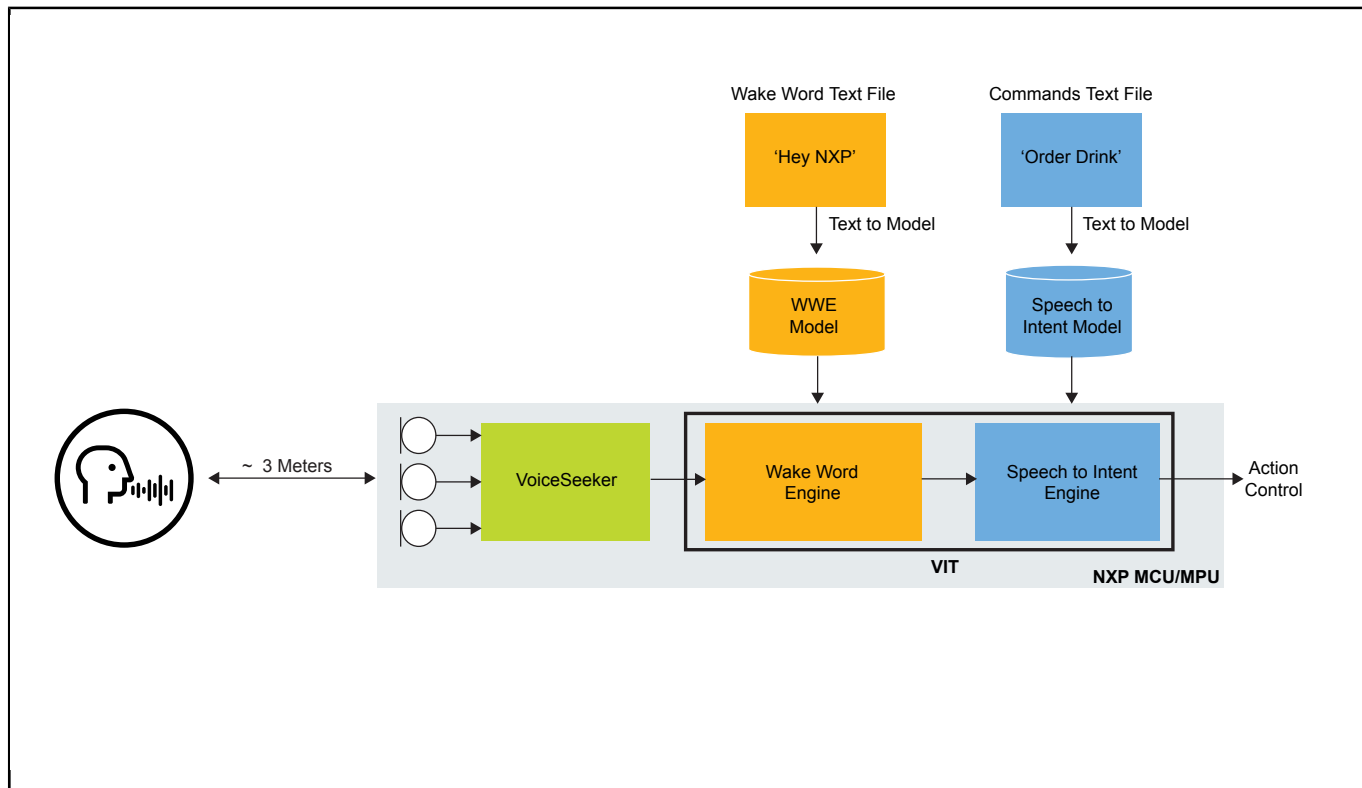 Wake Word Text File
Commands Text File
‘Hey NXP’
‘Order Drink’
Text to Model
Text to Model
WWE
Model
Speech to
Intent Model
~ 3 Meters
VoiceSeeker
Wake Word
Engine
Speech to Intent
Engine
Action
Control
VIT
NXP MCU/MPU